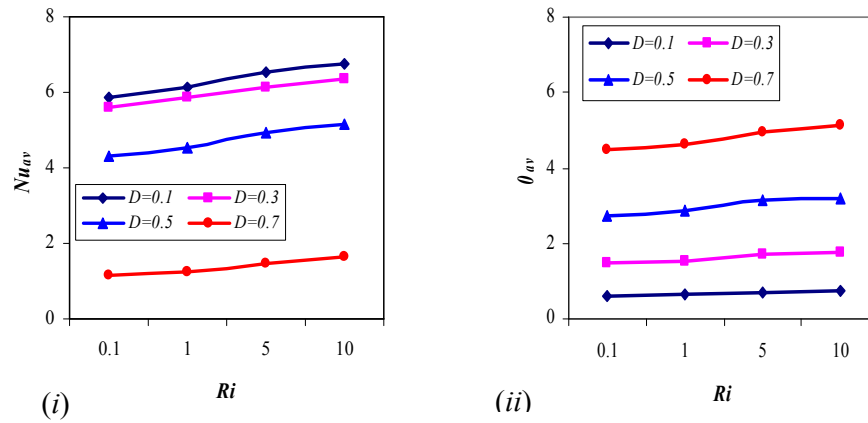 8
6
4
2
0
Nu_av
D=0.1 D=0.3
D=0.5 D=0.7
0.1 1 5 10
Ri
(i)
8
6
4
2
0
θ_av
D=0.1 D=0.3
D=0.5 D=0.7
0.1 1 5 10
Ri
(ii)